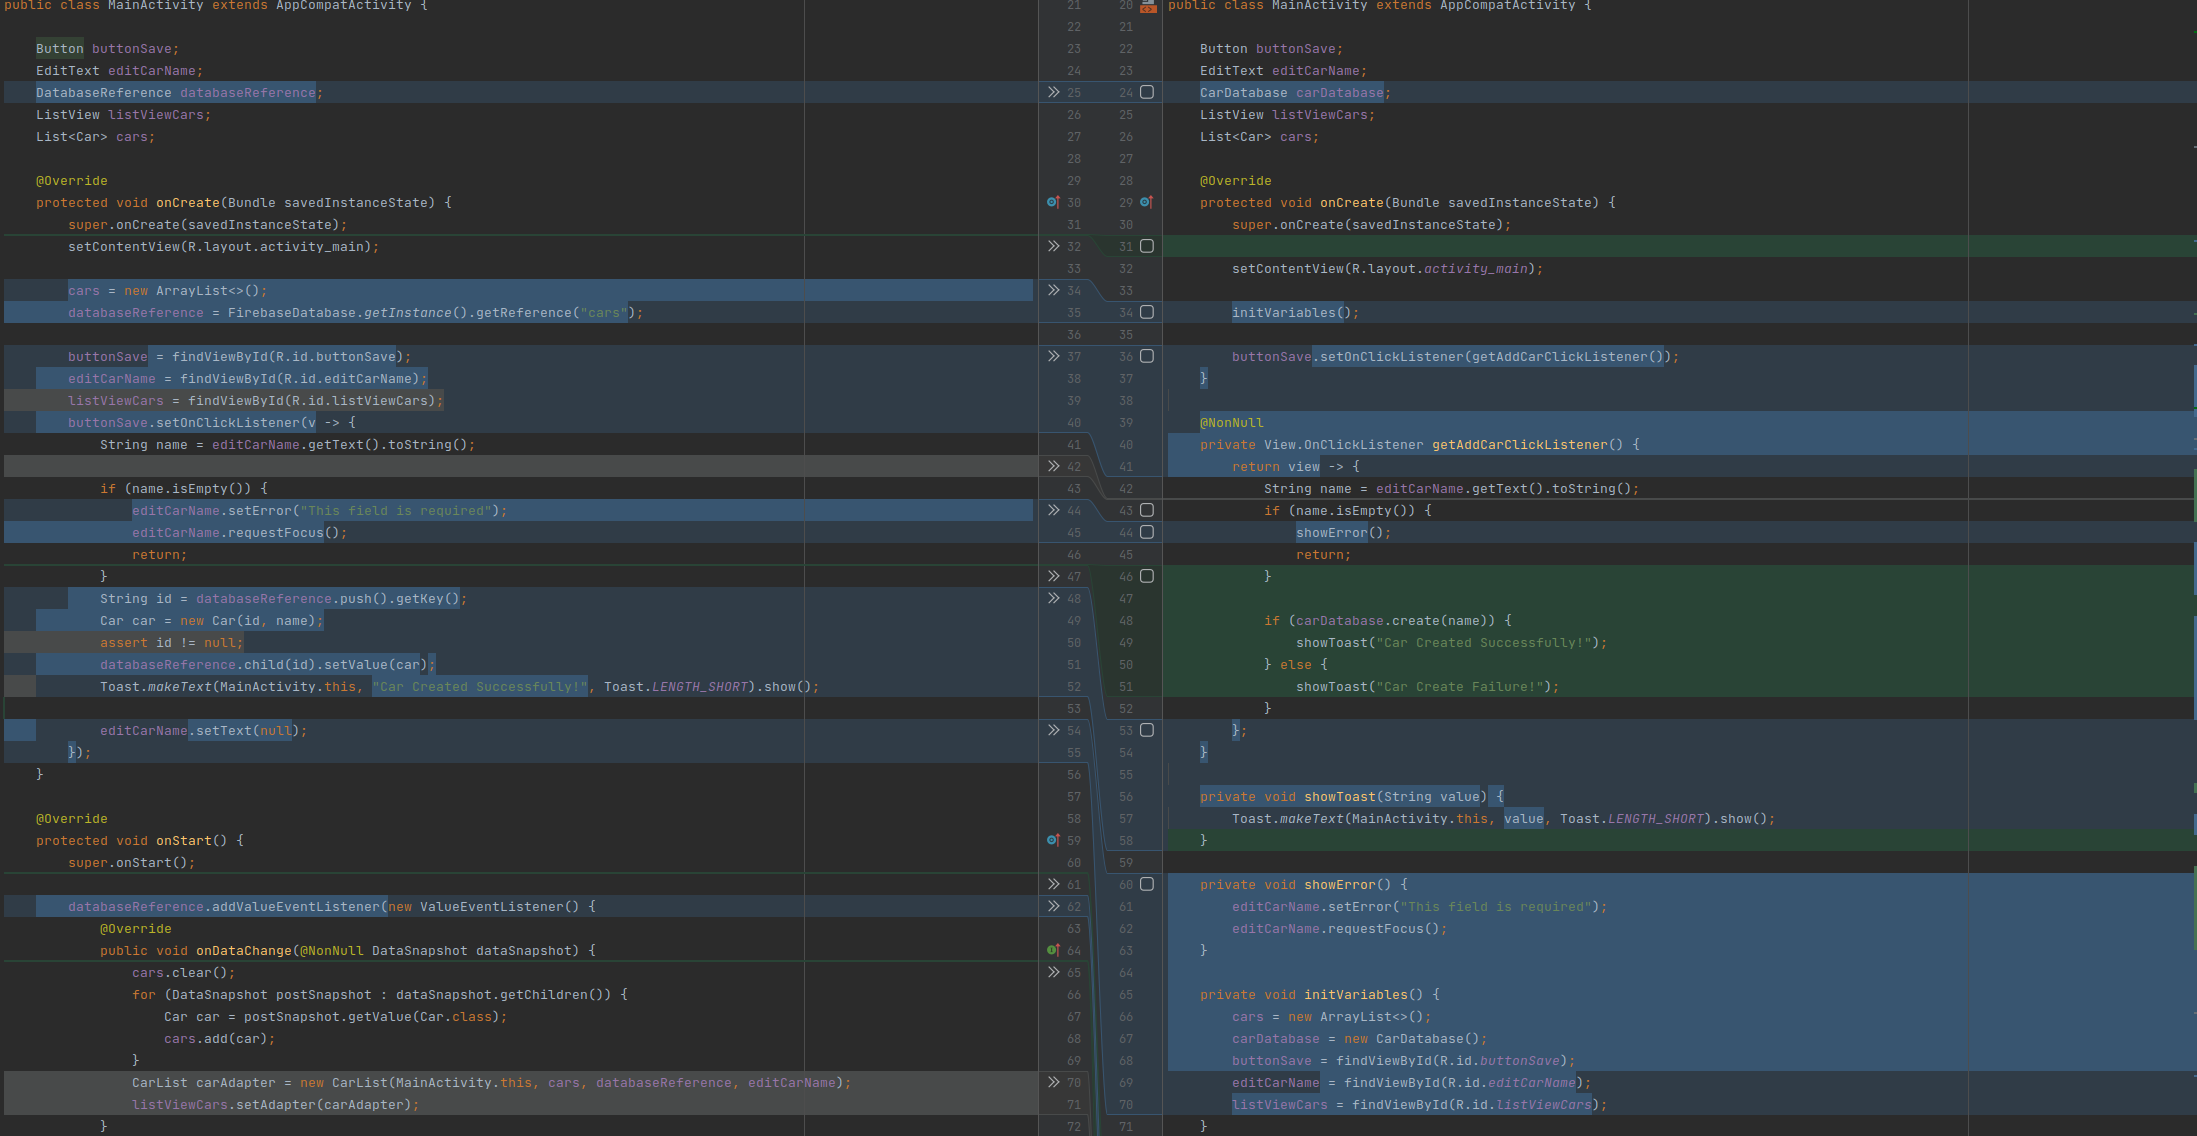 public class MainActivity extends AppCompatActivity {
Button buttonSave;
EditText editCarName;
DatabaseReference databaseReference;
ListView listViewCars;
List<Car> cars;
@Override
protected void onCreate(Bundle savedInstanceState) {
super.onCreate(savedInstanceState);
setContentView(R.layout.activity_main);
cars = new ArrayList<>();
databaseReference = FirebaseDatabase.getInstance().getReference("cars");
buttonSave = findViewById(R.id.buttonSave);
editCarName = findViewById(R.id.editCarName);
listViewCars = findViewById(R.id.listViewCars);
buttonSave.setOnClickListener(v -> {
String name = editCarName.getText().toString();
if (name.isEmpty()) {
editCarName.setError("This field is required");
editCarName.requestFocus();
return;
}
String id = databaseReference.push().getKey();
Car car = new Car(id, name);
assert id != null;
databaseReference.child(id).setValue(car);
Toast.makeText(MainActivity.this, "Car Created Successfully!", Toast.LENGTH_SHORT).show();
editCarName.setText(null);
});
}
@Override
protected void onStart() {
super.onStart();
databaseReference.addValueEventListener(new ValueEventListener() {
@Override
public void onDataChange(@NonNull DataSnapshot dataSnapshot) {
cars.clear();
for (DataSnapshot postSnapshot : dataSnapshot.getChildren()) {
Car car = postSnapshot.getValue(Car.class);
cars.add(car);
}
CarList carAdapter = new CarList(MainActivity.this, cars, databaseReference, editCarName);
listViewCars.setAdapter(carAdapter);
}
21 20
22 21
23 22
24 23
25 24
26 25
27 26
28 27
29 28
30 29
31 30
32 31
33 32
34 33
35 34
36 35
37 36
38 37
39 38
40 39
41 40
42 41
43 42
44 43
45 44
46 45
47 46
48 47
49 48
50 49
51 50
52 51
53 52
54 53
55 54
56 55
57 56
58 57
59 58
60 59
61 60
62 61
63 62
64 63
65 64
66 65
67 66
68 67
69 68
70 69
71 70
72 71
public class MainActivity extends AppCompatActivity {
Button buttonSave;
EditText editCarName;
CarDatabase carDatabase;
ListView listViewCars;
List<Car> cars;
@Override
protected void onCreate(Bundle savedInstanceState) {
super.onCreate(savedInstanceState);
setContentView(R.layout.activity_main);
initVariables();
buttonSave.setOnClickListener(getAddCarClickListener());
}
@NonNull
private View.OnClickListener getAddCarClickListener() {
return view -> {
String name = editCarName.getText().toString();
if (name.isEmpty()) {
showError();
return;
}
if (carDatabase.create(name)) {
showToast("Car Created Successfully!");
} else {
showToast("Car Create Failure!");
}
};
}
private void showToast(String value) {
Toast.makeText(MainActivity.this, value, Toast.LENGTH_SHORT).show();
}
private void showError() {
editCarName.setError("This field is required");
editCarName.requestFocus();
}
private void initVariables() {
cars = new ArrayList<>();
carDatabase = new CarDatabase();
buttonSave = findViewById(R.id.buttonSave);
editCarName = findViewById(R.id.editCarName);
listViewCars = findViewById(R.id.listViewCars);
}